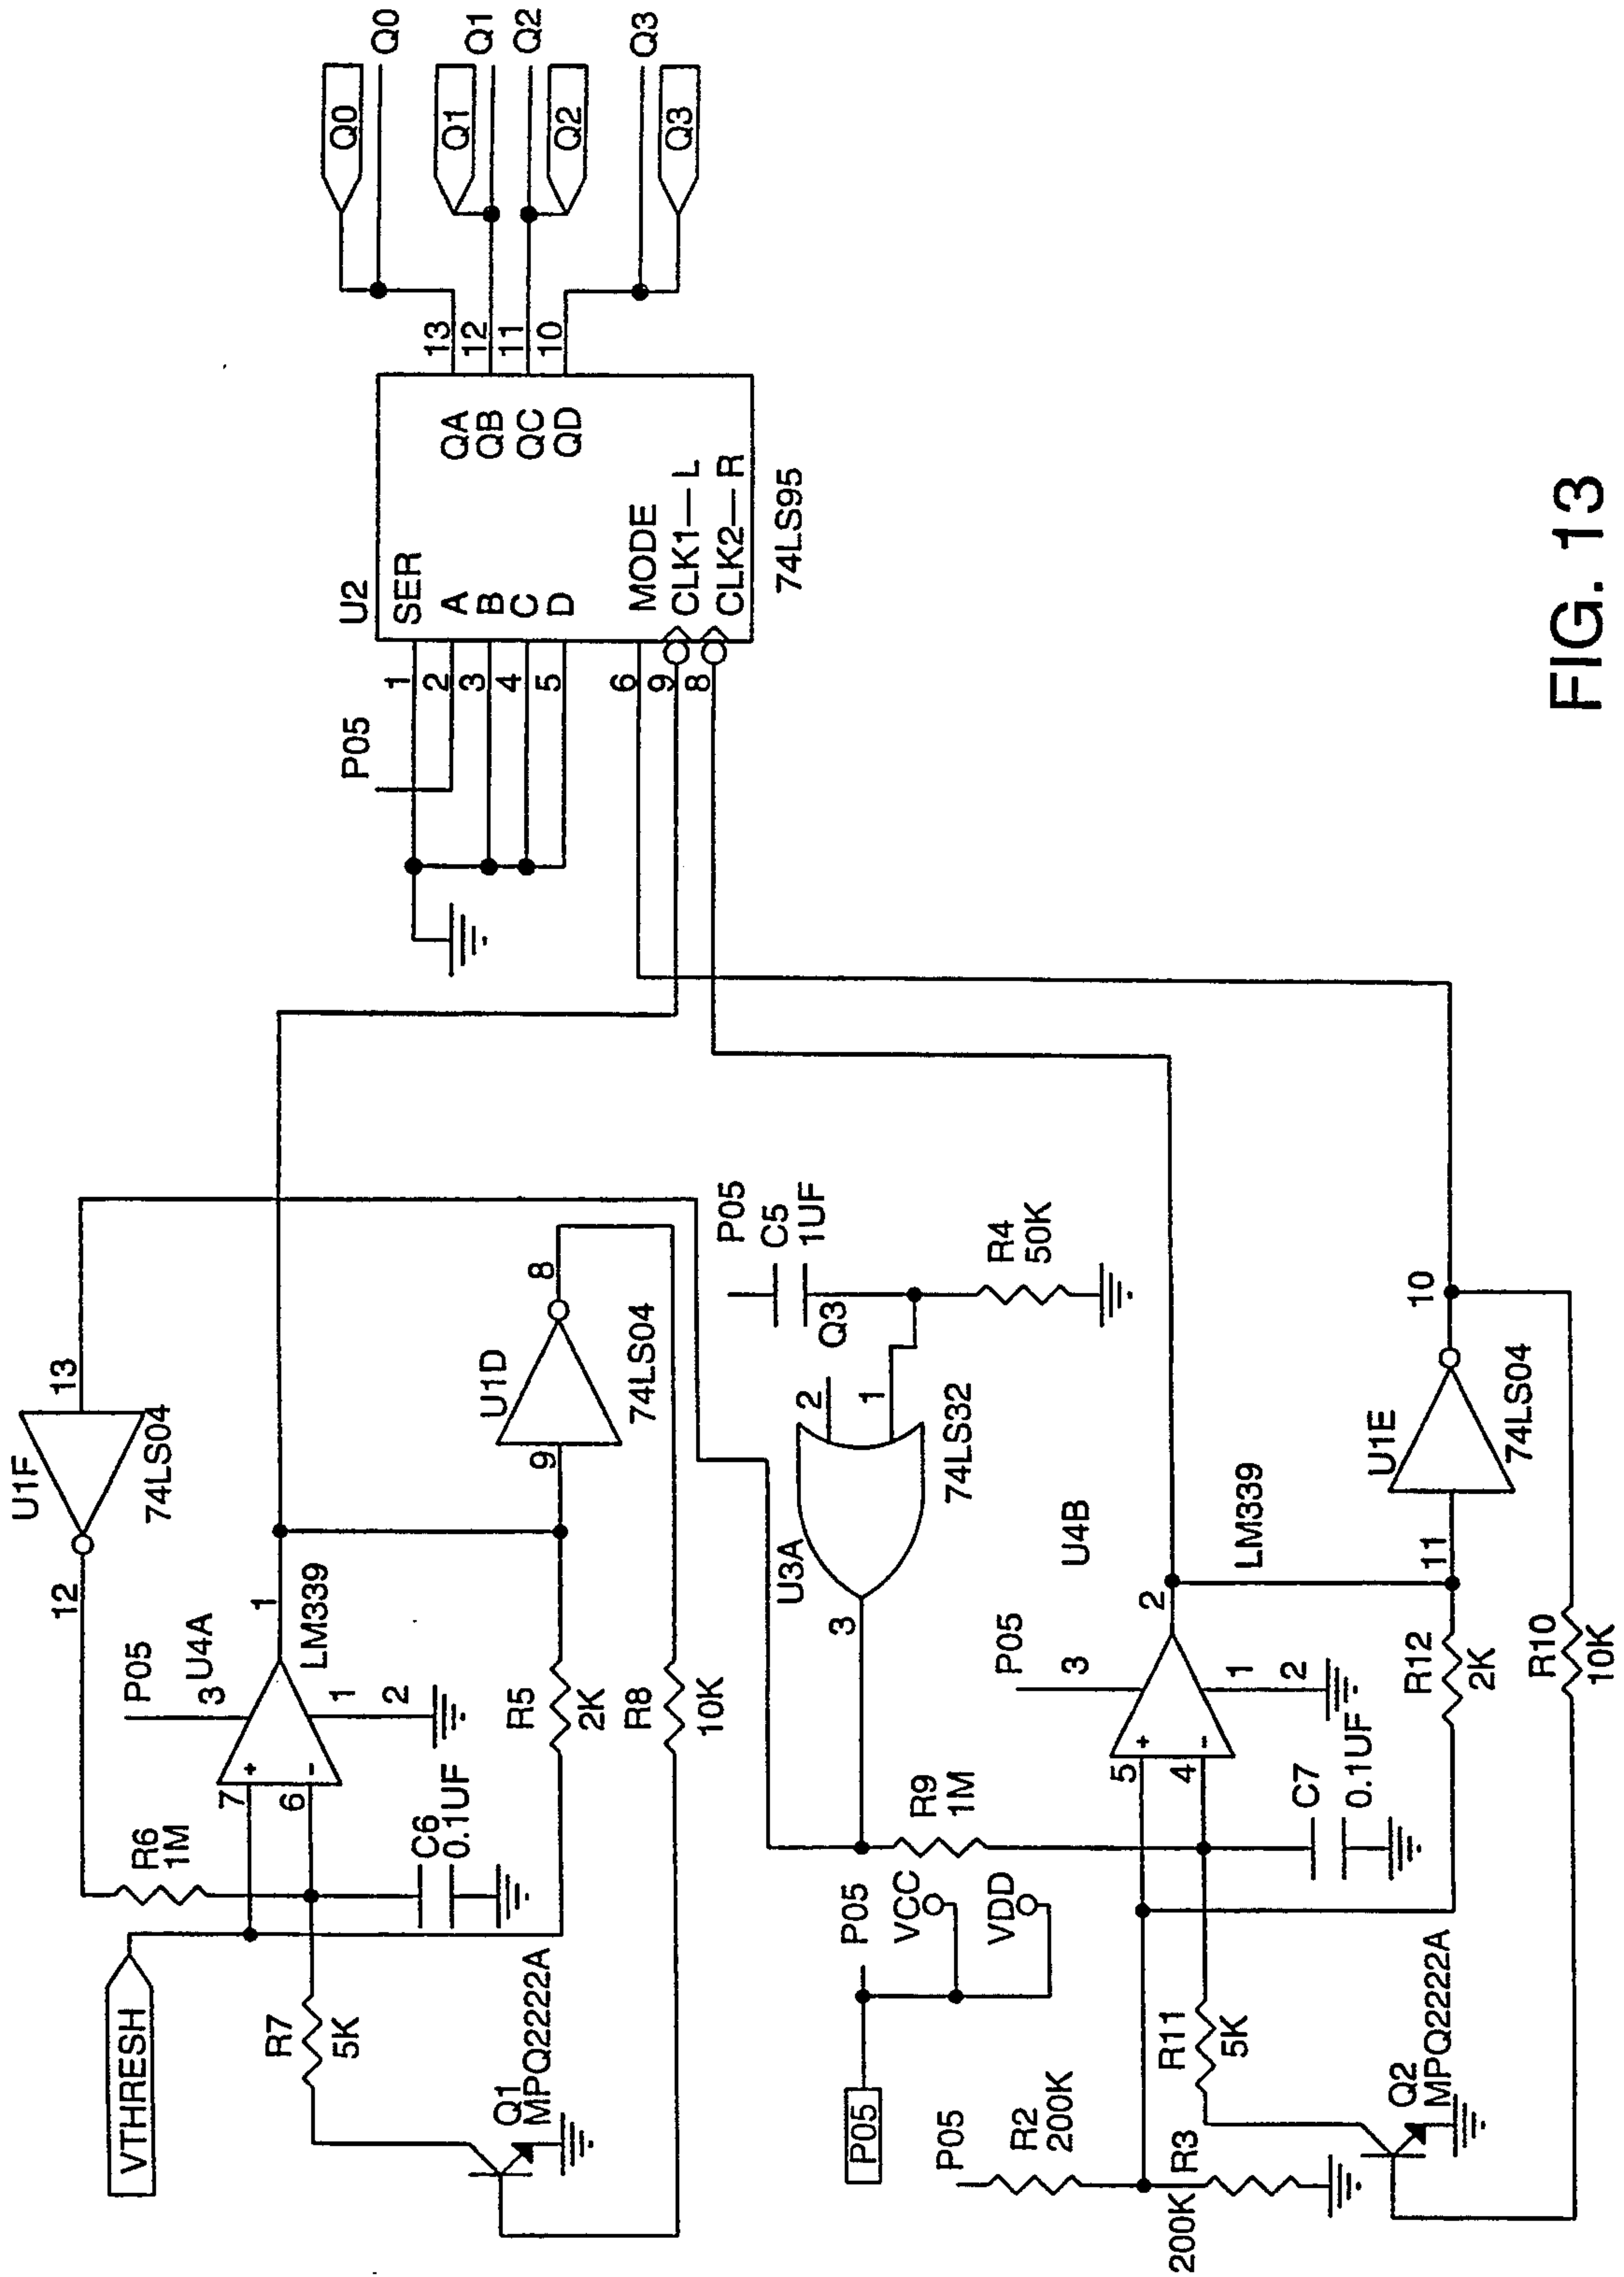 U1F
13
12
74LS04
P05
U4A
3
1
LM339
1
2
R6
1M
VTHRESH
7
+
6
-
C6
0.1UF
R7
5K
Q1
MPQ2222A
U1D
9
8
74LS04
R5
2K
R8
10K
P05
U2
SER
A
B
C
D
MODE
CLK1—L
CLK2—R
QA
QB
QC
QD
1
2
3
4
5
6
9
8
13
12
11
10
74LS95
Q0
Q0
Q1
Q1
Q2
Q2
Q3
Q3
P05
C5
1UF
Q3
R4
50K
2
1
74LS32
U3A
3
R9
1M
P05
VCC
VDD
P05
P05
R2
200K
R3
200K
R11
5K
Q2
MPQ2222A
P05
3
U4B
2
LM339
1
2
5
+
4
-
C7
0.1UF
U1E
11
10
74LS04
R12
2K
R10
10K
FIG. 13